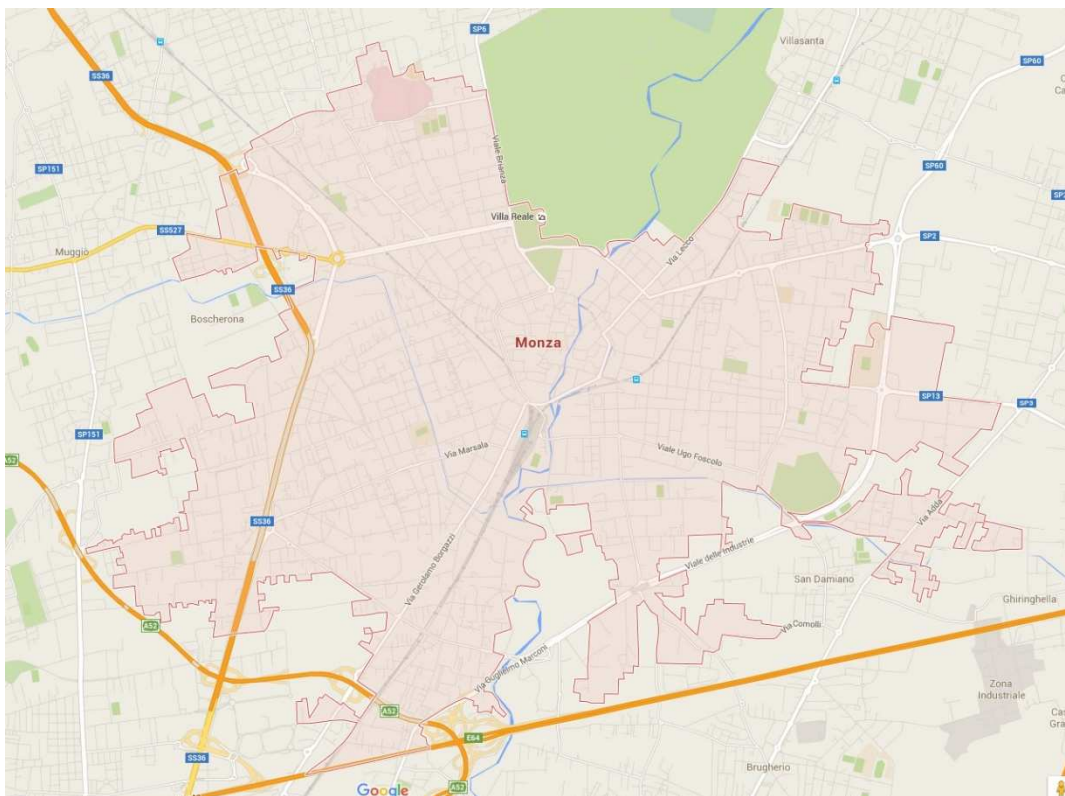 SP6
Villasanta
SS36
SP60
SP151
SP60
Viale Brianza
Villa Reale
SS527
SP2
Via Lecco
Muggiò
SS36
Boscherona
Monza
SP13
SP3
SP151
Via Marsala
Viale Ugo Foscolo
A52
SS36
Via Adda
Viale delle Industrie
Via Gerolamo Borgazzi
San Damiano
Ghiringhella
A52
Via Comolli
Via Guglielmo Marconi
Zona
Industriale
A52
E64
SS36
Brugherio
Google
A52